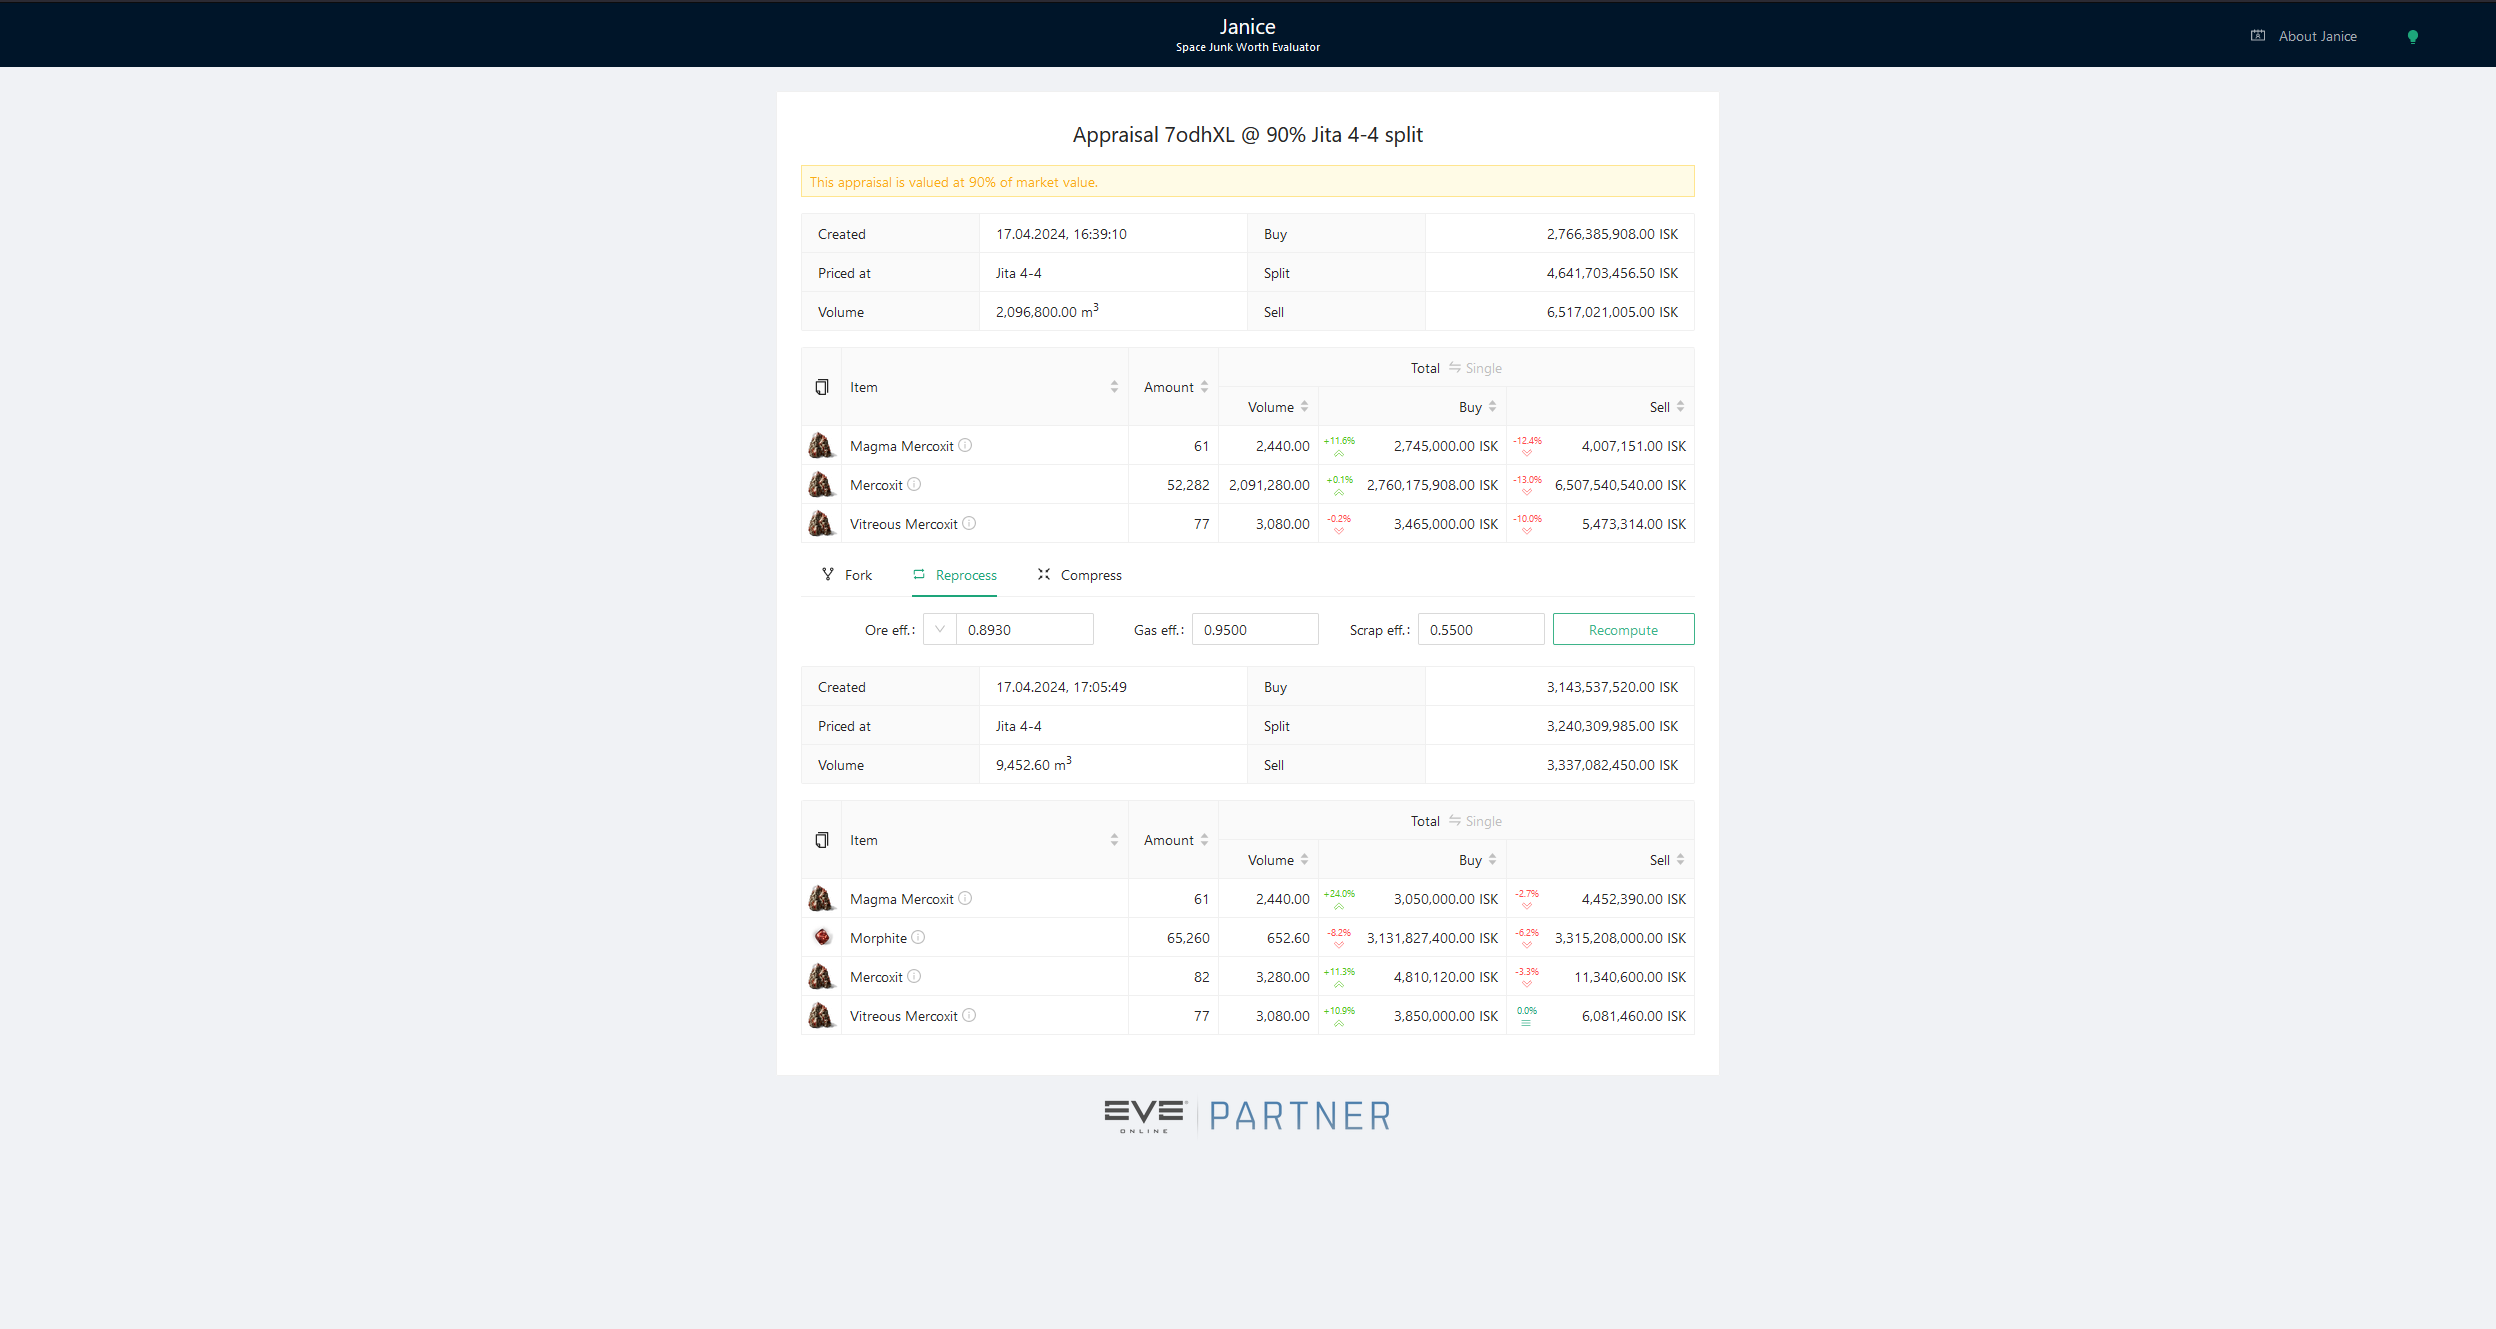 Janice
Space Junk Worth Evaluator
About Janice
Appraisal 7odhXL @ 90% Jita 4-4 split
This appraisal is valued at 90% of market value.
Created 17.04.2024, 16:39:10 Buy 2,766,385,908.00 ISK
Priced at Jita 4-4 Split 4,641,703,456.50 ISK
Volume 2,096,800.00 m³ Sell 6,517,021,005.00 ISK
Item Amount Total Single
Volume Buy Sell
Magma Mercoxit 61 2,440.00 +11.6% 2,745,000.00 ISK -12.4% 4,007,151.00 ISK
Mercoxit 52,282 2,091,280.00 +0.1% 2,760,175,908.00 ISK -13.0% 6,507,540,540.00 ISK
Vitreous Mercoxit 77 3,080.00 -0.2% 3,465,000.00 ISK -10.0% 5,473,314.00 ISK
Fork Reprocess Compress
Ore eff.: 0.8930 Gas eff.: 0.9500 Scrap eff.: 0.5500 Recompute
Created 17.04.2024, 17:05:49 Buy 3,143,537,520.00 ISK
Priced at Jita 4-4 Split 3,240,309,985.00 ISK
Volume 9,452.60 m³ Sell 3,337,082,450.00 ISK
Item Amount Total Single
Volume Buy Sell
Magma Mercoxit 61 2,440.00 +24.0% 3,050,000.00 ISK -2.7% 4,452,390.00 ISK
Morphite 65,260 652.60 -8.2% 3,131,827,400.00 ISK -6.2% 3,315,208,000.00 ISK
Mercoxit 82 3,280.00 +11.3% 4,810,120.00 ISK -3.3% 11,340,600.00 ISK
Vitreous Mercoxit 77 3,080.00 +10.9% 3,850,000.00 ISK 0.0% 6,081,460.00 ISK
EVE ONLINE PARTNER